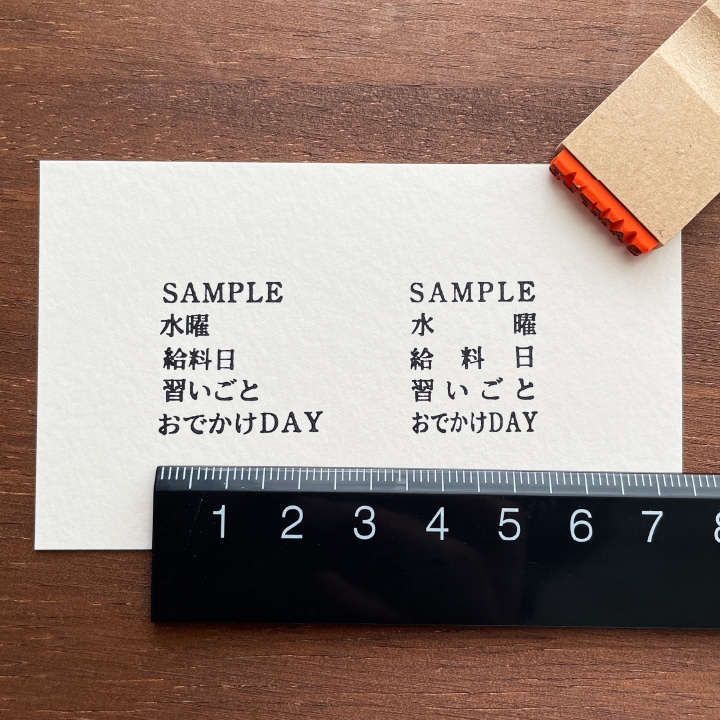 SAMPLE
水曜
給料日
習いごと
おでかけDAY
SAMPLE
水 曜
給 料 日
習 い ご と
おでかけDAY
1 2 3 4 5 6 7 8